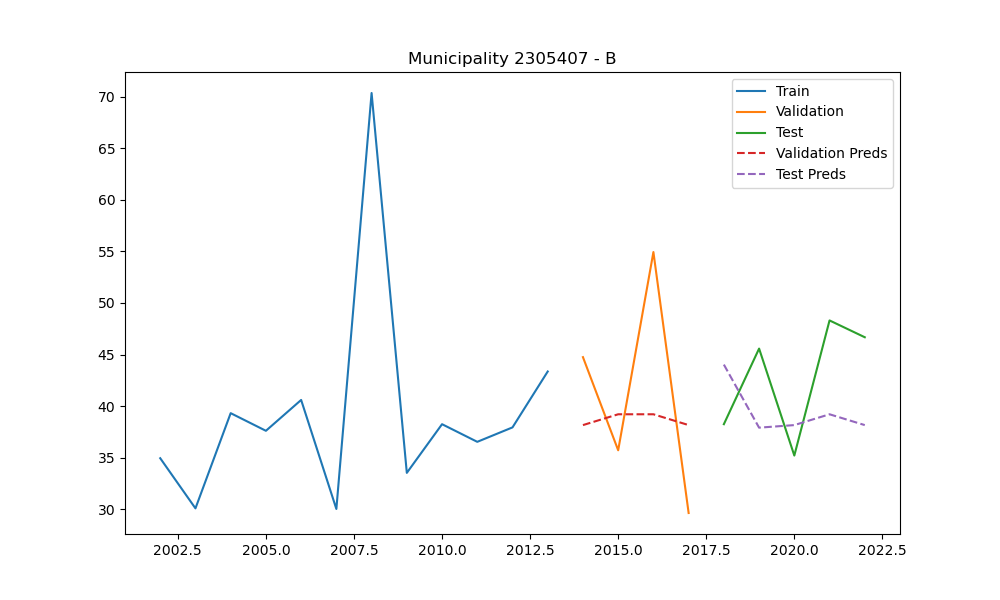 Municipality 2305407 - B
70
65
60
55
50
45
40
35
30
2002.5 2005.0 2007.5 2010.0 2012.5 2015.0 2017.5 2020.0 2022.5
Train
Validation
Test
Validation Preds
Test Preds